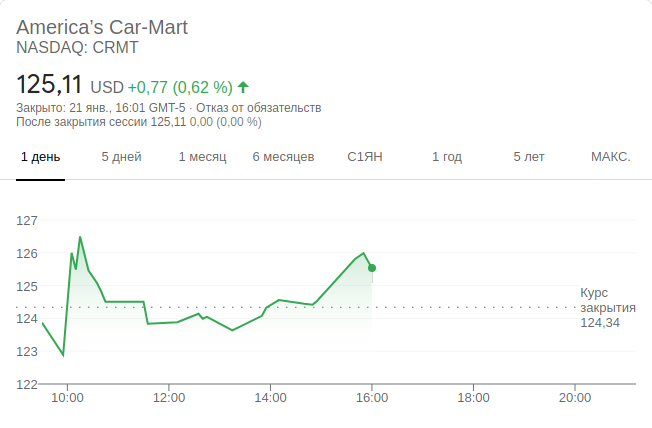 America’s Car-Mart
NASDAQ: CRMT
125,11 USD +0,77 (0,62 %)
Закрыто: 21 янв., 16:01 GMT-5 · Отказ от обязательств
После закрытия сессии 125,11 0,00 (0,00 %)
1 день 5 дней 1 месяц 6 месяцев С1ЯН 1 год 5 лет МАКС.
127
126
125
124
123
122
Курс
закрытия
124,34
10:00 12:00 14:00 16:00 18:00 20:00